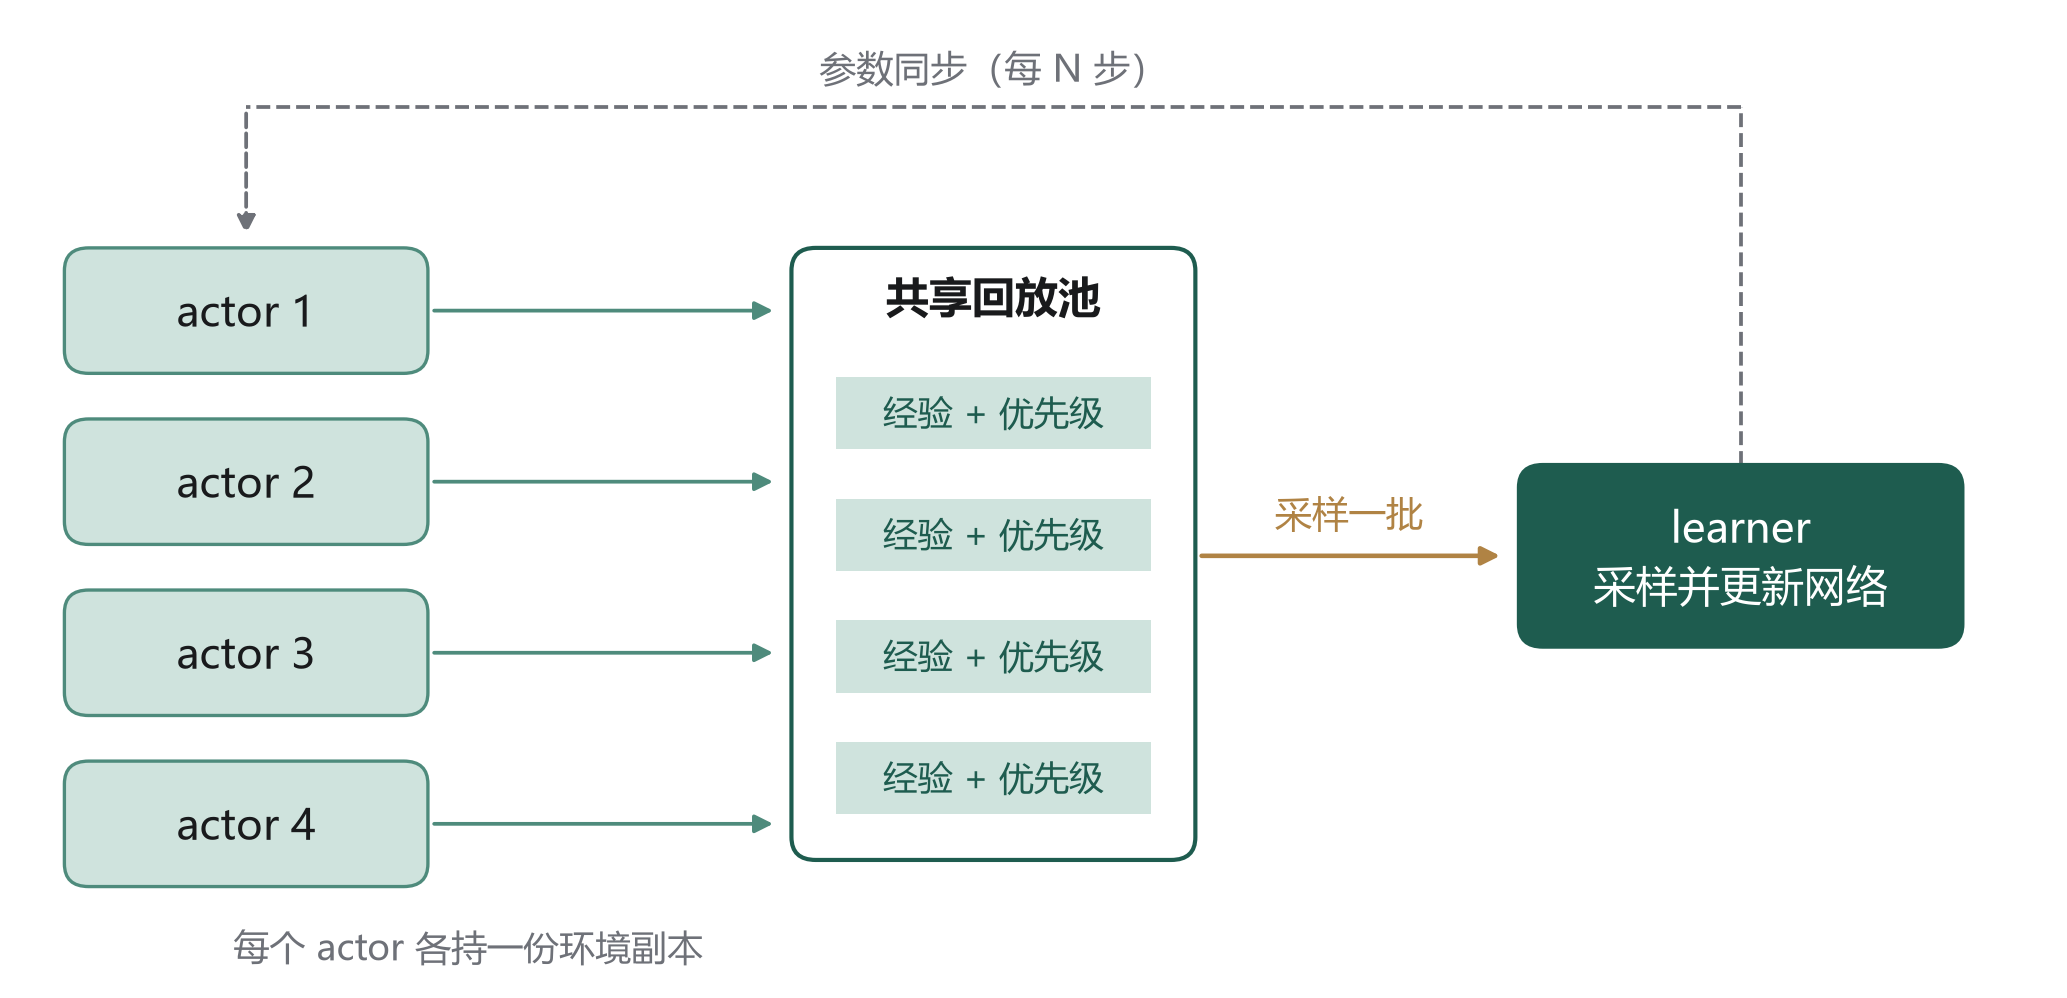 参数同步（每 N 步）
actor 1
actor 2
actor 3
actor 4
共享回放池
经验 + 优先级
经验 + 优先级
经验 + 优先级
经验 + 优先级
采样一批
learner
采样并更新网络
每个 actor 各持一份环境副本